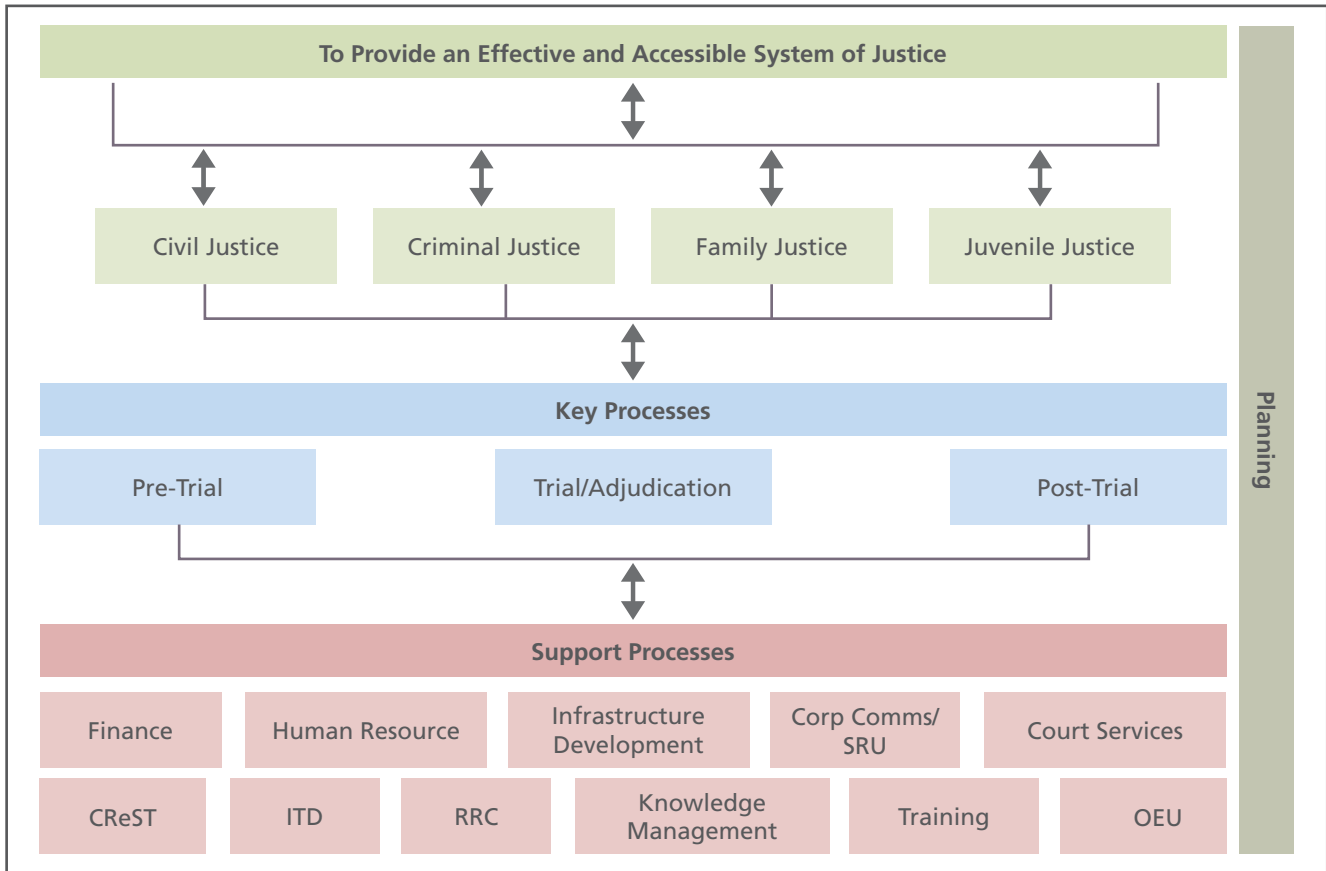 To Provide an Effective and Accessible System of Justice
Civil Justice
Criminal Justice
Family Justice
Juvenile Justice
Key Processes
Pre-Trial
Trial/Adjudication
Post-Trial
Support Processes
Finance
Human Resource
Infrastructure
Development
Corp Comms/
SRU
Court Services
CReST
ITD
RRC
Knowledge
Management
Training
OEU
Planning